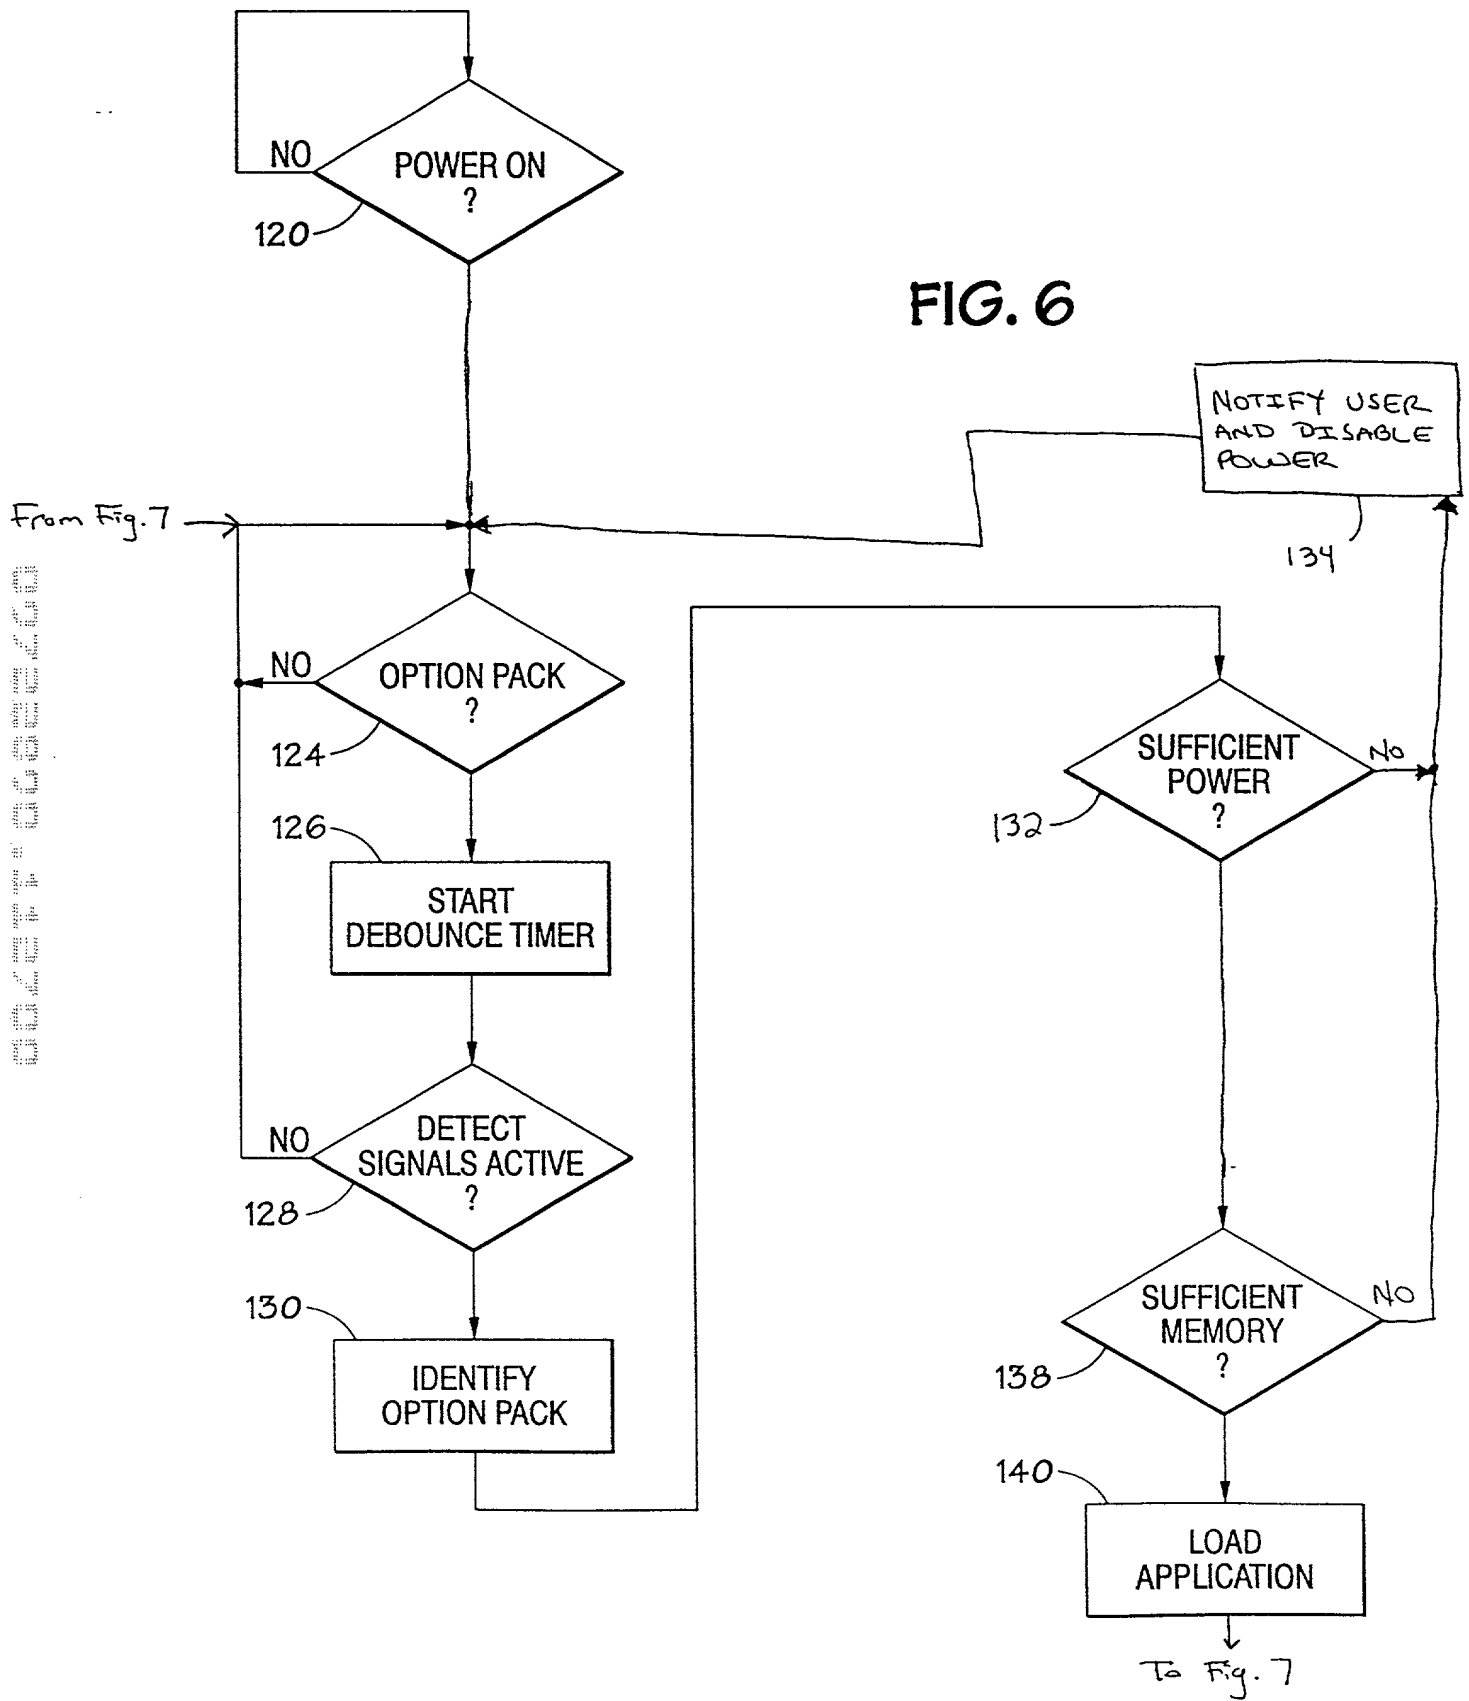 NO
POWER ON
?
120
FIG. 6
NOTIFY USER
AND DISABLE
POWER
134
From Fig. 7
NO
OPTION PACK
?
124
126
START
DEBOUNCE TIMER
NO
DETECT
SIGNALS ACTIVE
?
128
130
IDENTIFY
OPTION PACK
SUFFICIENT
POWER
?
No
132
SUFFICIENT
MEMORY
?
NO
138
140
LOAD
APPLICATION
To Fig. 7